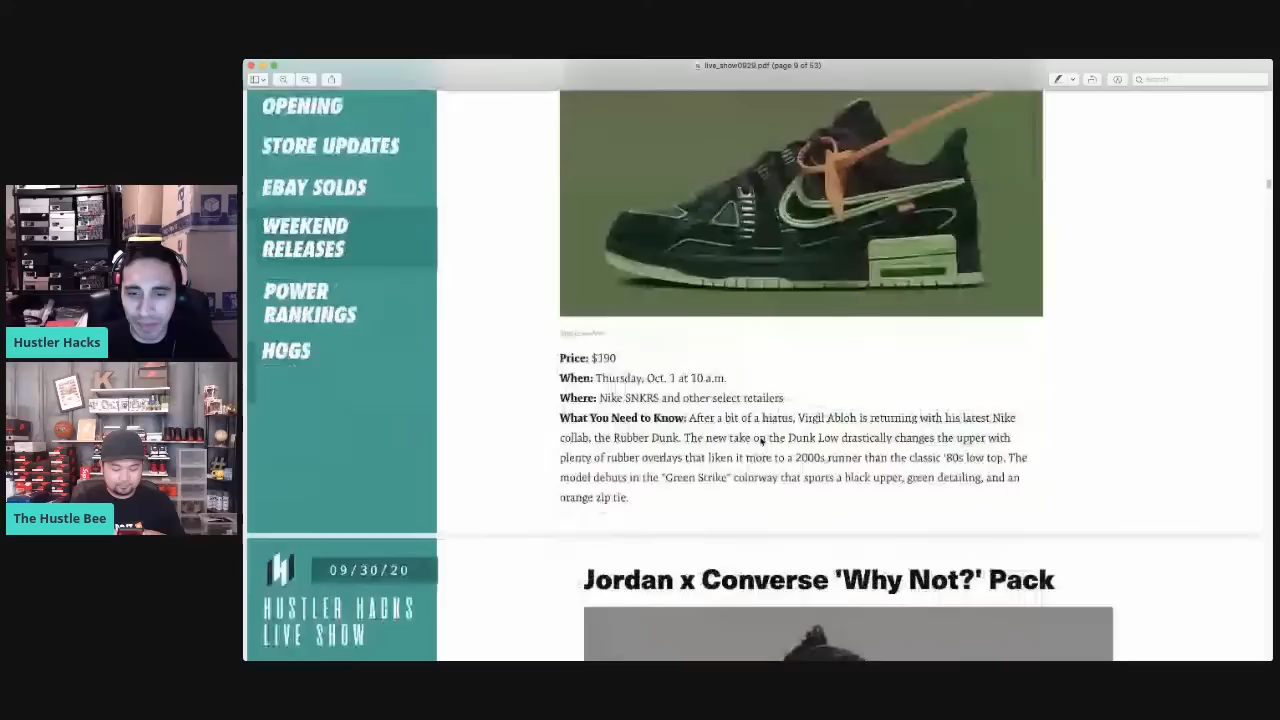 live_show0929.pdf (page 9 of 53)
Search
OPENING
STORE UPDATES
EBAY SOLDS
WEEKEND
RELEASES
POWER
RANKINGS
HOGS
Price: $190
When: Thursday, Oct. 1 at 10 a.m.
Where: Nike SNKRS and other select retailers
What You Need to Know: After a bit of a hiatus, Virgil Abloh is returning with his latest Nike
collab, the Rubber Dunk. The new take on the Dunk Low drastically changes the upper with
plenty of rubber overlays that liken it more to a 2000s runner than the classic '80s low top. The
model debuts in the "Green Strike" colorway that sports a black upper, green detailing, and an
orange zip tie.
09/30/20
HUSTLER HACKS
LIVE SHOW
Jordan x Converse 'Why Not?' Pack
Hustler Hacks
The Hustle Bee